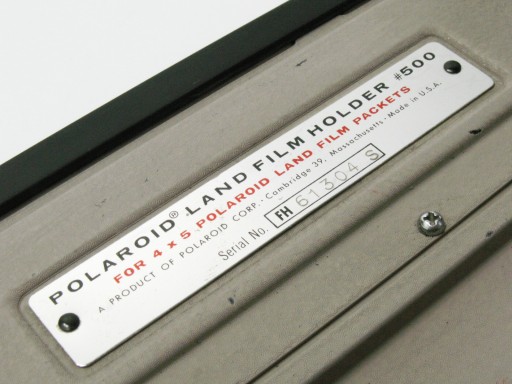 POLAROID® LAND FILM HOLDER #500
FOR 4 x 5 POLAROID LAND FILM PACKETS
A PRODUCT OF POLAROID CORP. · Cambridge 39, Massachusetts · Made in U.S.A.
Serial No. FH 61304 S